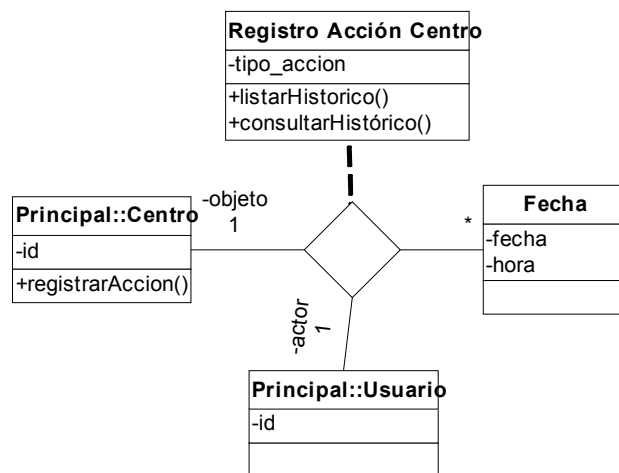 Registro Acción Centro
-tipo_accion
+listarHistorico()
+consultarHistórico()
-objeto
1
Principal::Centro
-id
+registrarAccion()
*
Fecha
-fecha
-hora
-actor
1
Principal::Usuario
-id